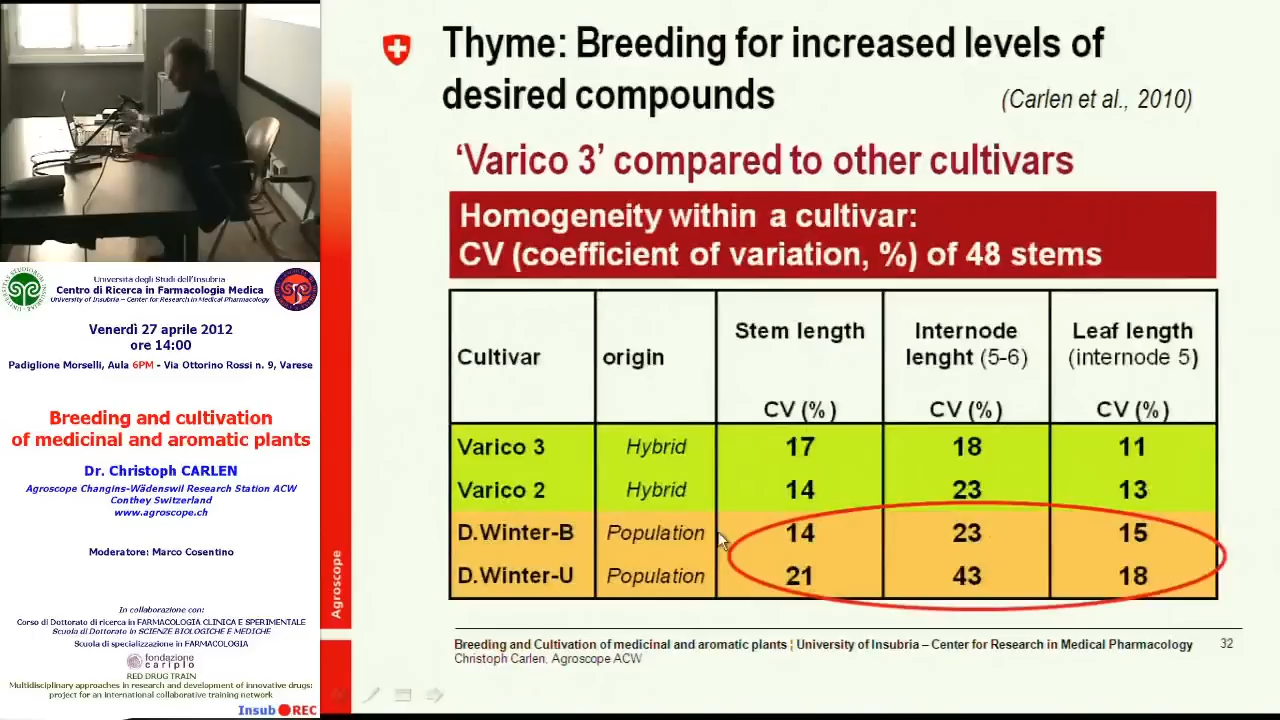 Thyme: Breeding for increased levels of
desired compounds
(Carlen et al., 2010)
‘Varico 3’ compared to other cultivars
Homogeneity within a cultivar:
CV (coefficient of variation, %) of 48 stems
Cultivar origin Stem length CV (%) Internode lenght (5-6) CV (%) Leaf length (internode 5) CV (%)
Varico 3 Hybrid 17 18 11
Varico 2 Hybrid 14 23 13
D.Winter-B Population 14 23 15
D.Winter-U Population 21 43 18
Breeding and Cultivation of medicinal and aromatic plants ¦ University of Insubria – Center for Research in Medical Pharmacology
32
Christoph Carlen, Agroscope ACW
Agroscope
Università degli Studi dell'Insubria
Centro di Ricerca in Farmacologia Medica
University of Insubria – Center for Research in Medical Pharmacology
Venerdì 27 aprile 2012
ore 14:00
Padiglione Morselli, Aula 6PM - Via Ottorino Rossi n. 9, Varese
Breeding and cultivation
of medicinal and aromatic plants
Dr. Christoph CARLEN
Agroscope Changins-Wädenswil Research Station ACW
Conthey Switzerland
www.agroscope.ch
Moderatore: Marco Cosentino
In collaborazione con:
Corso di Dottorato di ricerca in FARMACOLOGIA CLINICA E SPERIMENTALE
Scuola di Dottorato in SCIENZE BIOLOGICHE E MEDICHE
Scuola di specializzazione in FARMACOLOGIA
fondazione
cariplo
RED DRUG TRAIN
Multidisciplinary approaches in research and development of innovative drugs:
project for an international collaborative training network
Insub REC